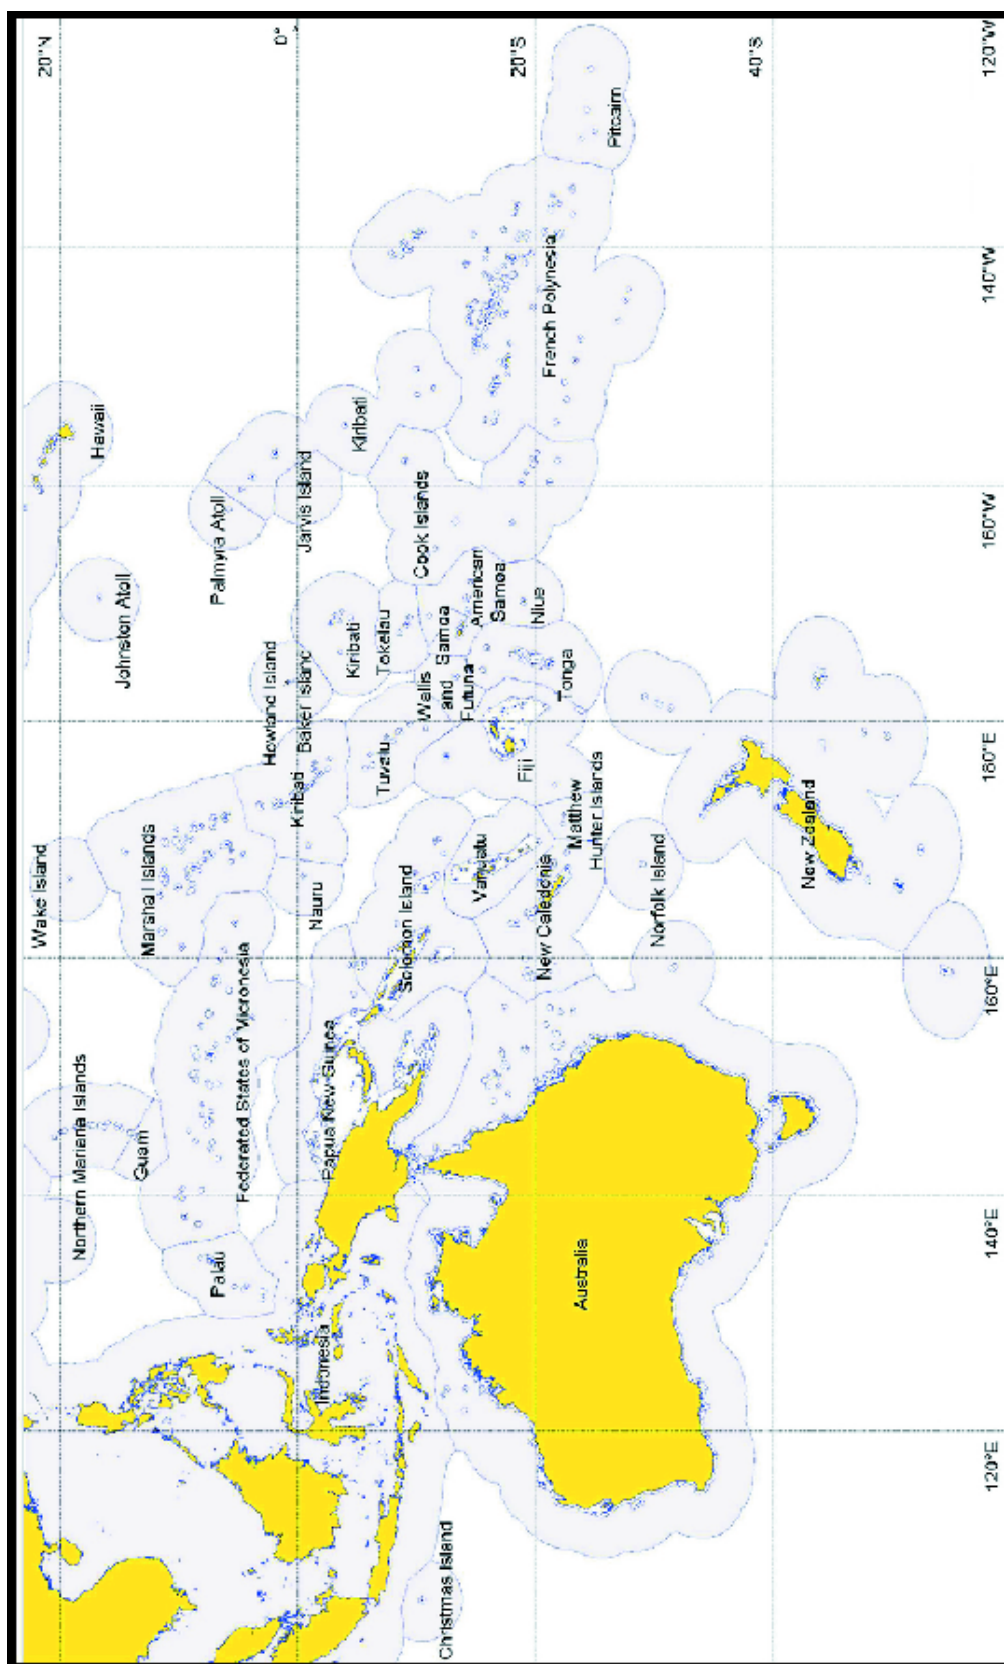 20°N
0°
20°S
40°S
120°W
140°W
160°W
180°E
160°E
140°E
120°E
Hawaii
Johnston Atoll
Wake Island
Northern Mariana Islands
Guam
Palau
Federated States of Micronesia
Marshall Islands
Palmyra Atoll
Jarvis Island
Howland Island
Baker Island
Kiribati
Kiribati
Kiribati
Nauru
Papua New Guinea
Indonesia
Tuvalu
Tokelau
Wallis
and
Futuna
Samoa
American
Samoa
Cook Islands
Niue
Tonga
Fiji
French Polynesia
Pitcairn
Solomon Island
Vanuatu
New Caledonia
Matthew
Hunter Islands
Norfolk Island
New Zealand
Australia
Christmas Island